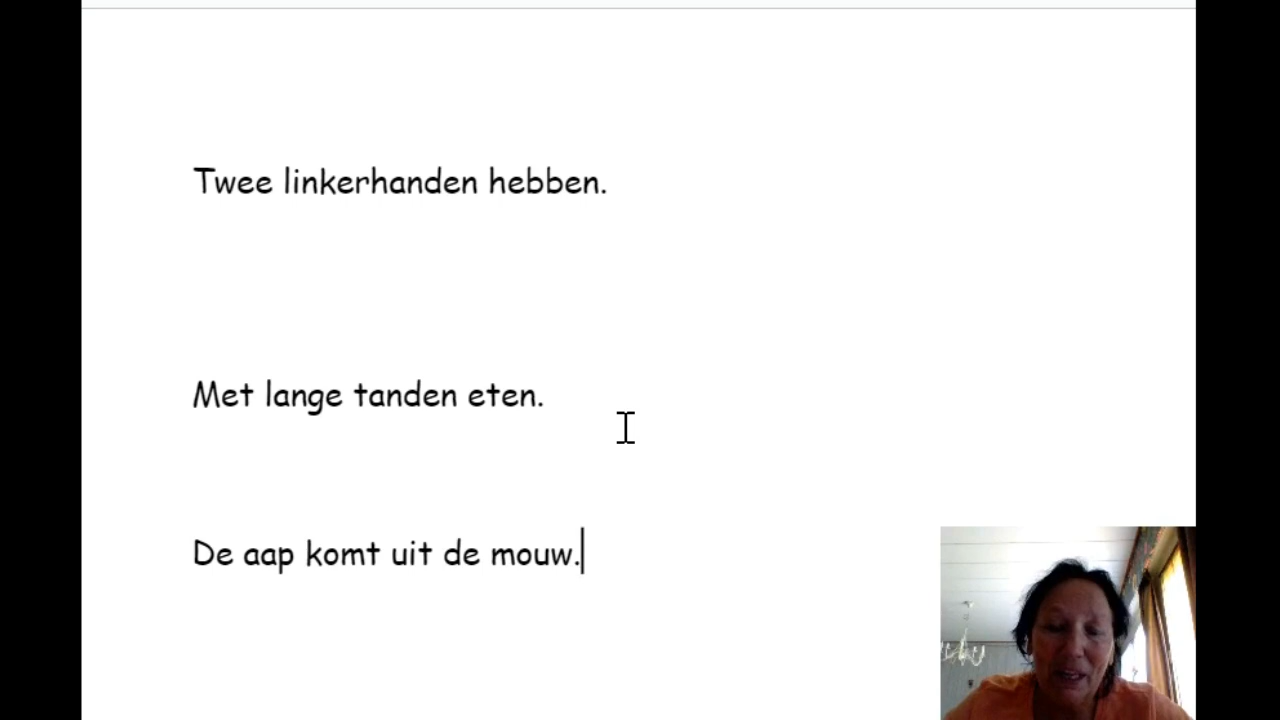 Twee linkerhanden hebben.
Met lange tanden eten.
De aap komt uit de mouw.